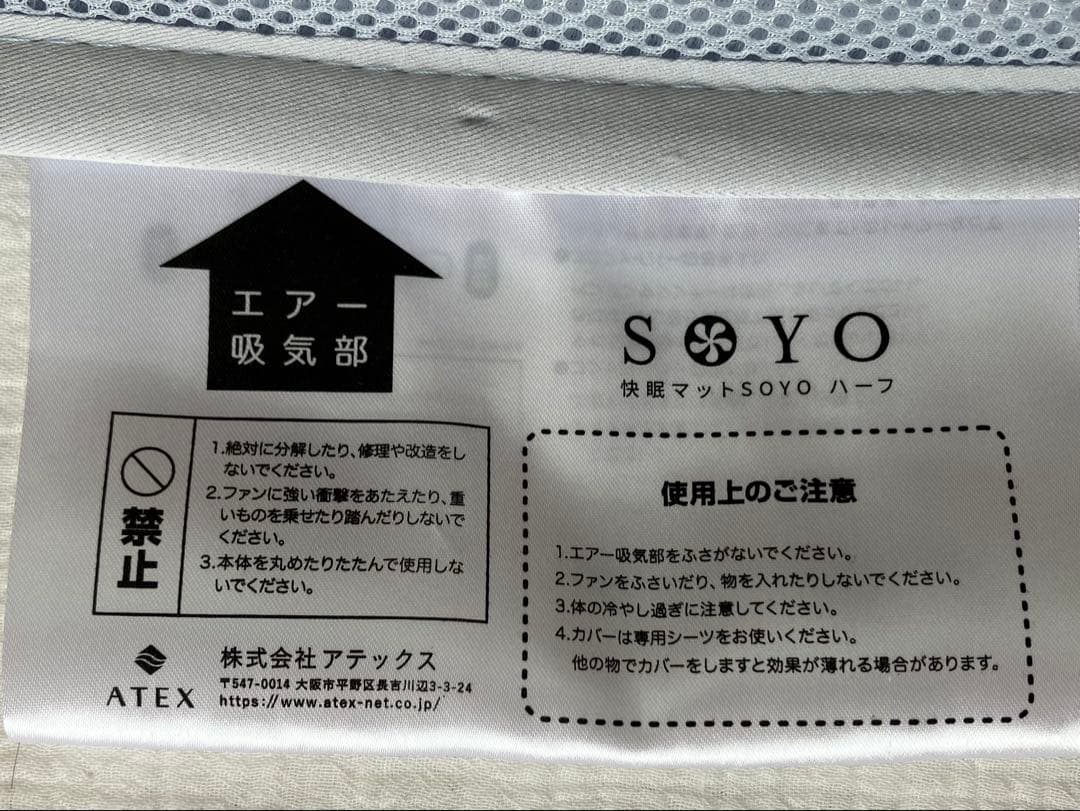 エアー
吸気部
SOYO
快眠マットSOYO ハーフ
禁止
1.絶対に分解したり、修理や改造をし
ないでください。
2.ファンに強い衝撃をあたえたり、重
いものを乗せたり踏んだりしないで
ください。
3.本体を丸めたりたたんで使用しな
いでください。
使用上のご注意
1.エアー吸気部をふさがないでください。
2.ファンをふさいだり、物を入れたりしないでください。
3.体の冷やし過ぎに注意してください。
4.カバーは専用シーツをお使いください。
他の物でカバーをしますと効果が薄れる場合があります。
ATEX
株式会社アテックス
〒547-0014 大阪市平野区長吉川辺3-3-24
https://www.atex-net.co.jp/